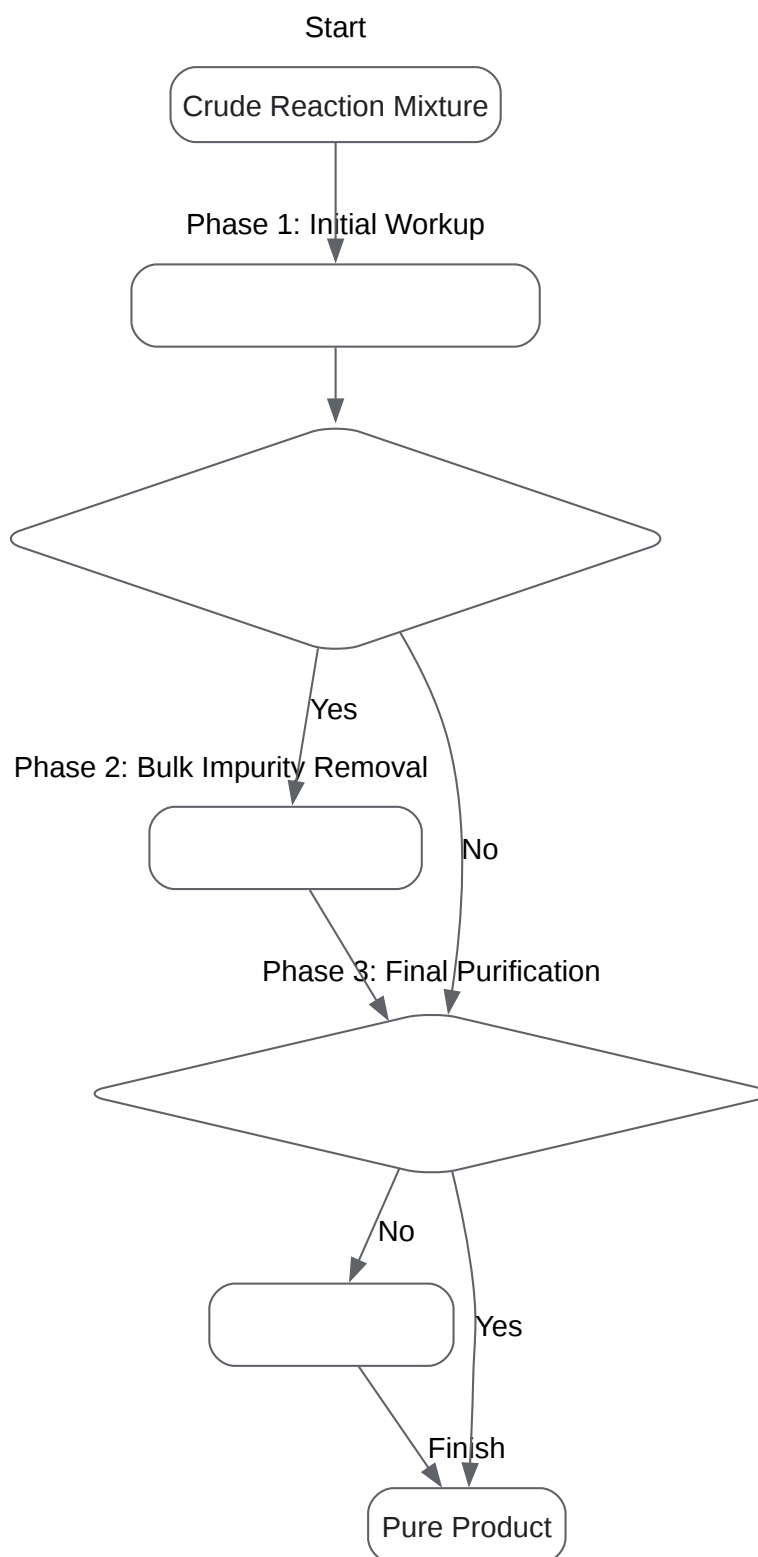 Start
Crude Reaction Mixture
Phase 1: Initial Workup
Yes
Phase 2: Bulk Impurity Removal
No
Phase 3: Final Purification
No
Yes
Finish
Pure Product